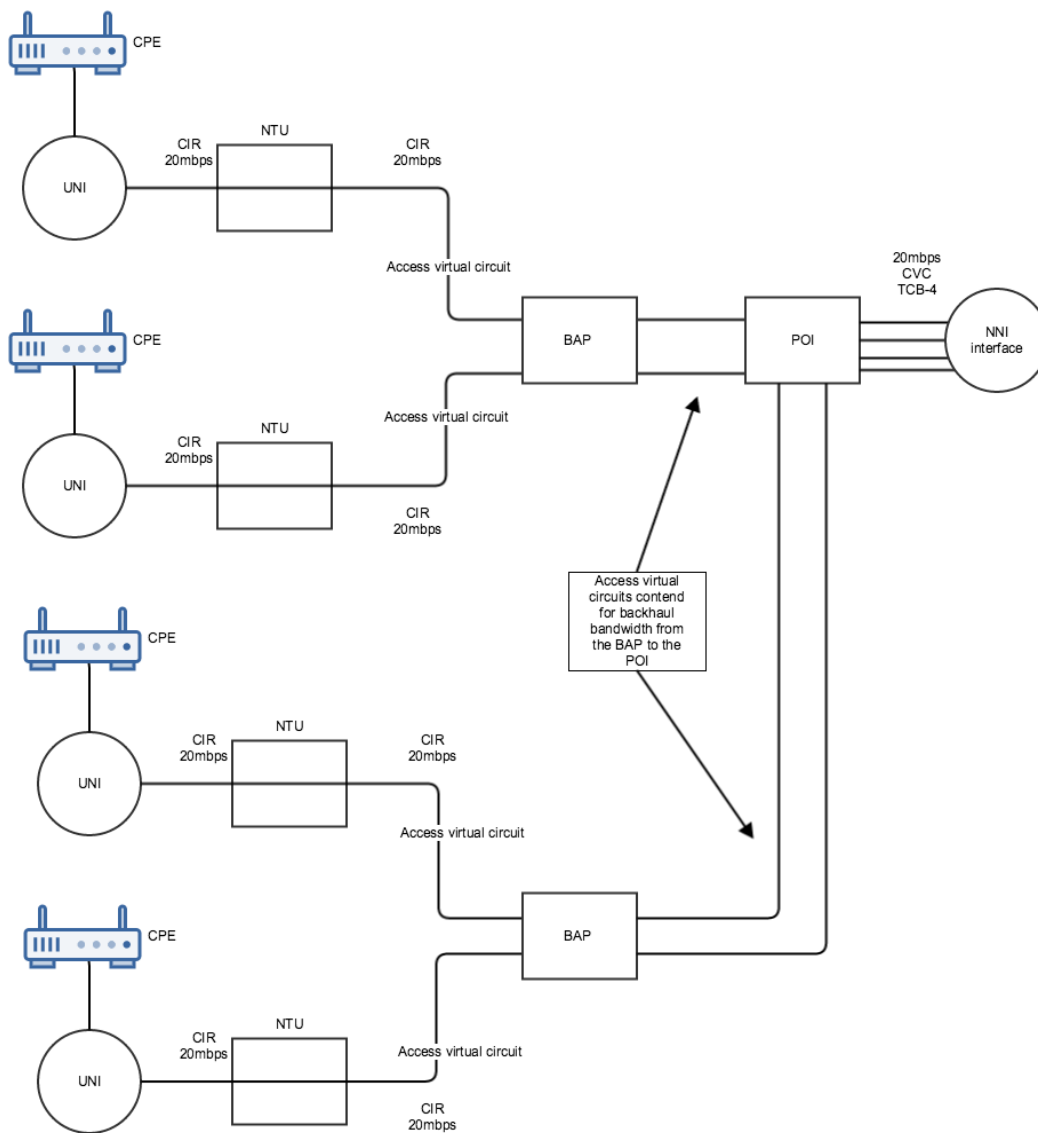 CPE
CIR
20mbps
NTU
CIR
20mbps
UNI
Access virtual circuit
20mbps
CVC
TCB-4
CPE
BAP
POI
NNI
interface
CIR
20mbps
NTU
Access virtual circuit
UNI
CIR
20mbps
Access virtual
circuits contend
for backhaul
bandwidth from
the BAP to the
POI
CPE
CIR
20mbps
NTU
CIR
20mbps
UNI
Access virtual circuit
CPE
BAP
CIR
20mbps
NTU
Access virtual circuit
UNI
CIR
20mbps